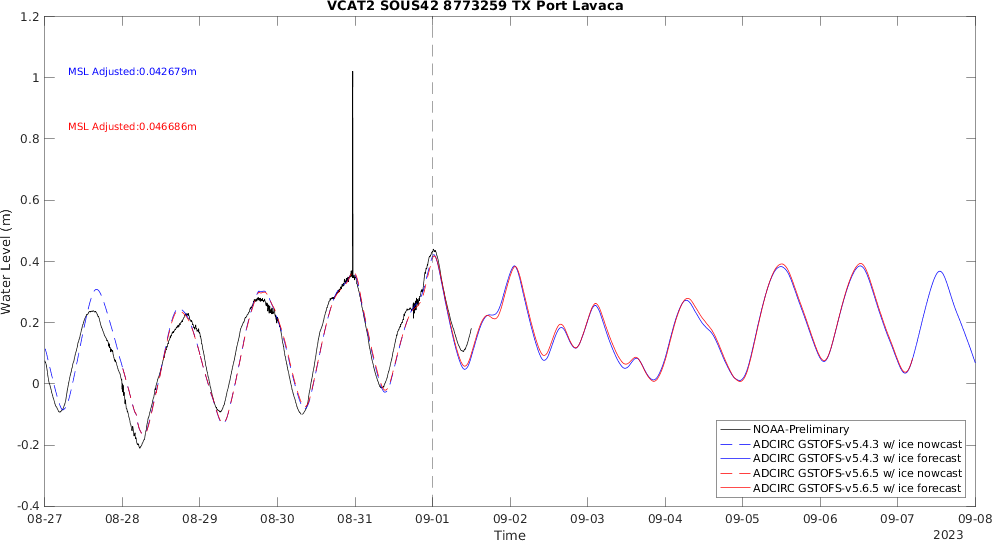 VCAT2 SOUS42 8773259 TX Port Lavaca
1.2
1
0.8
0.6
0.4
0.2
0
-0.2
-0.4
Water Level (m)
MSL Adjusted:0.042679m
MSL Adjusted:0.046686m
NOAA-Preliminary
ADCIRC GSTOFS-v5.4.3 w/ ice nowcast
ADCIRC GSTOFS-v5.4.3 w/ ice forecast
ADCIRC GSTOFS-v5.6.5 w/ ice nowcast
ADCIRC GSTOFS-v5.6.5 w/ ice forecast
08-27 08-28 08-29 08-30 08-31 09-01 09-02 09-03 09-04 09-05 09-06 09-07 09-08
Time
2023